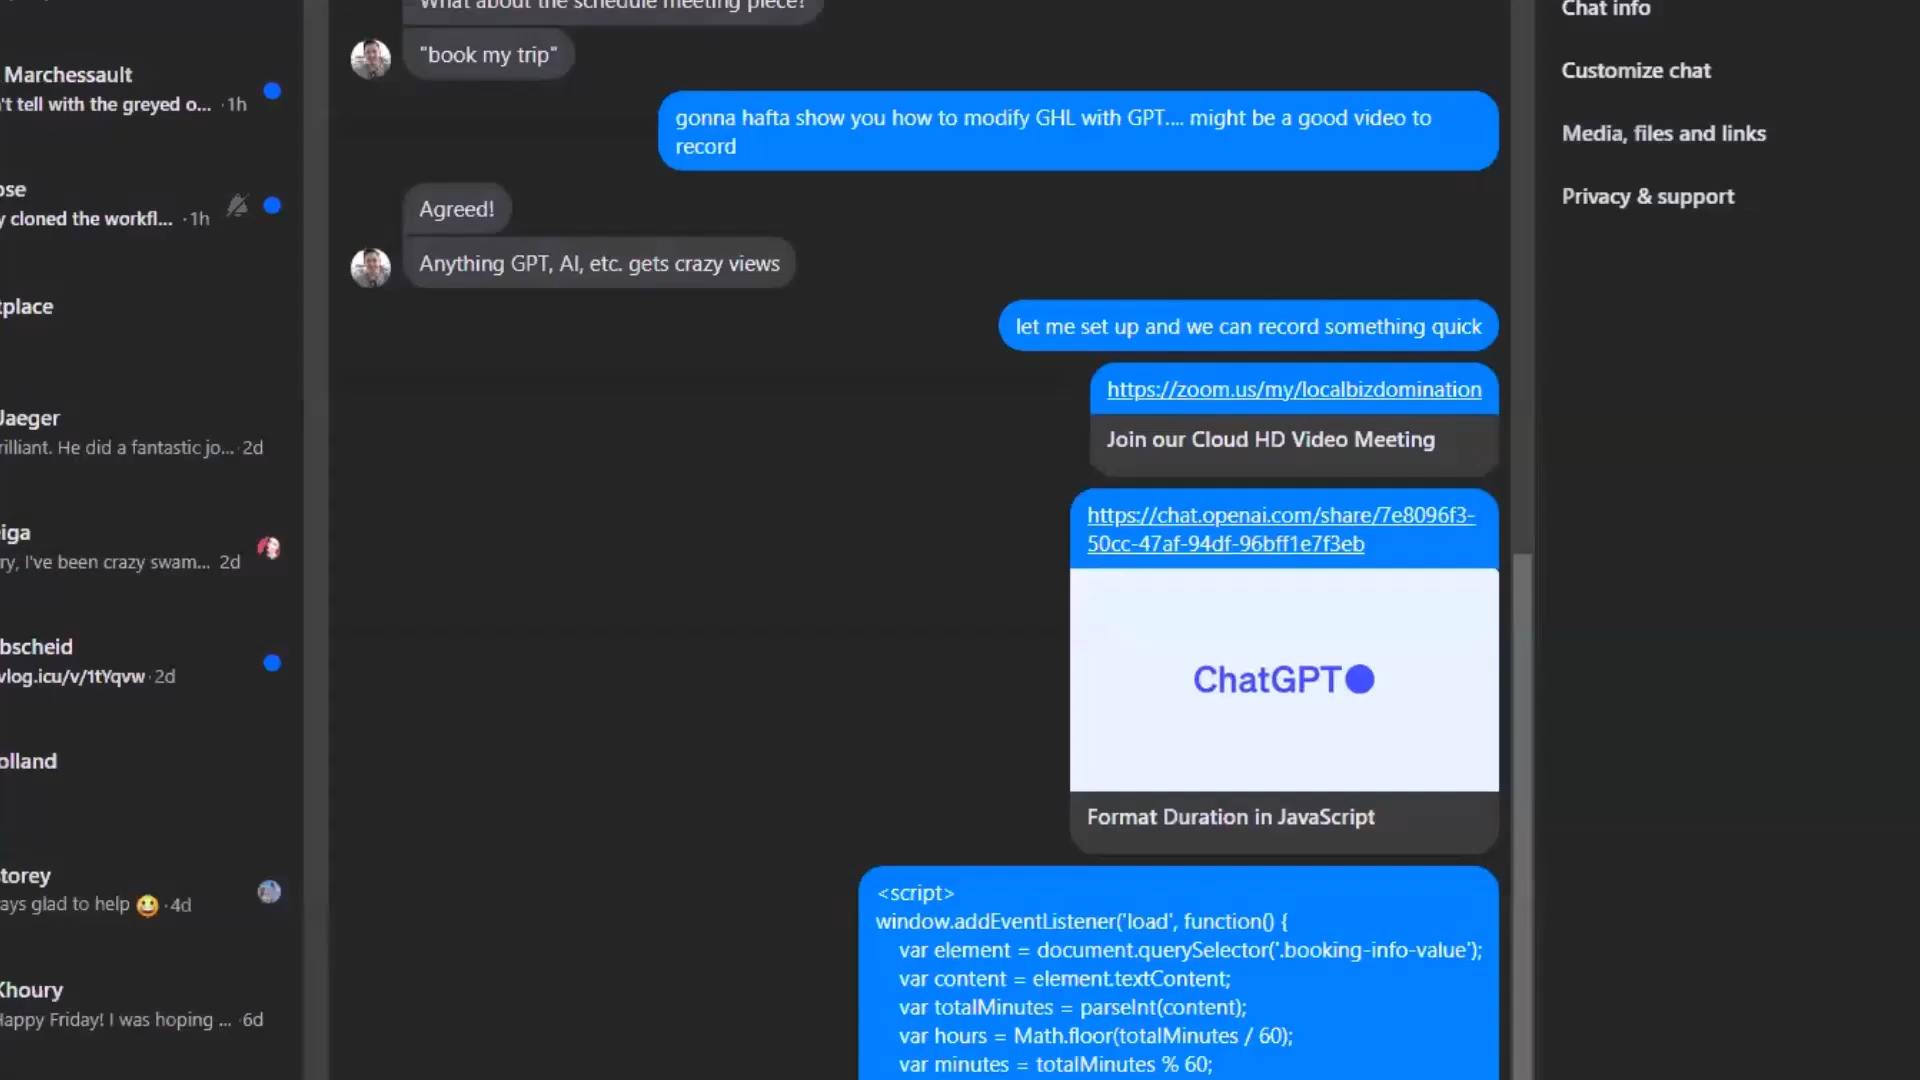 Marchessault
't tell with the greyed o... · 1h
ose
y cloned the workfl... · 1h
tplace
Jaeger
rilliant. He did a fantastic jo... · 2d
iga
ry, I've been crazy swam... 2d
bscheid
vlog.icu/v/1tYqvw · 2d
olland
torey
ays glad to help 😃 · 4d
Khoury
Happy Friday! I was hoping ... · 6d
What about the schedule meeting piece?
"book my trip"
gonna hafta show you how to modify GHL with GPT.... might be a good video to
record
Agreed!
Anything GPT, AI, etc. gets crazy views
let me set up and we can record something quick
https://zoom.us/my/localbizdomination
Join our Cloud HD Video Meeting
https://chat.openai.com/share/7e8096f3-
50cc-47af-94df-96bff1e7f3eb
ChatGPT
Format Duration in JavaScript
<script>
window.addEventListener('load', function() {
var element = document.querySelector('.booking-info-value');
var content = element.textContent;
var totalMinutes = parseInt(content);
var hours = Math.floor(totalMinutes / 60);
var minutes = totalMinutes % 60;
Chat info
Customize chat
Media, files and links
Privacy & support